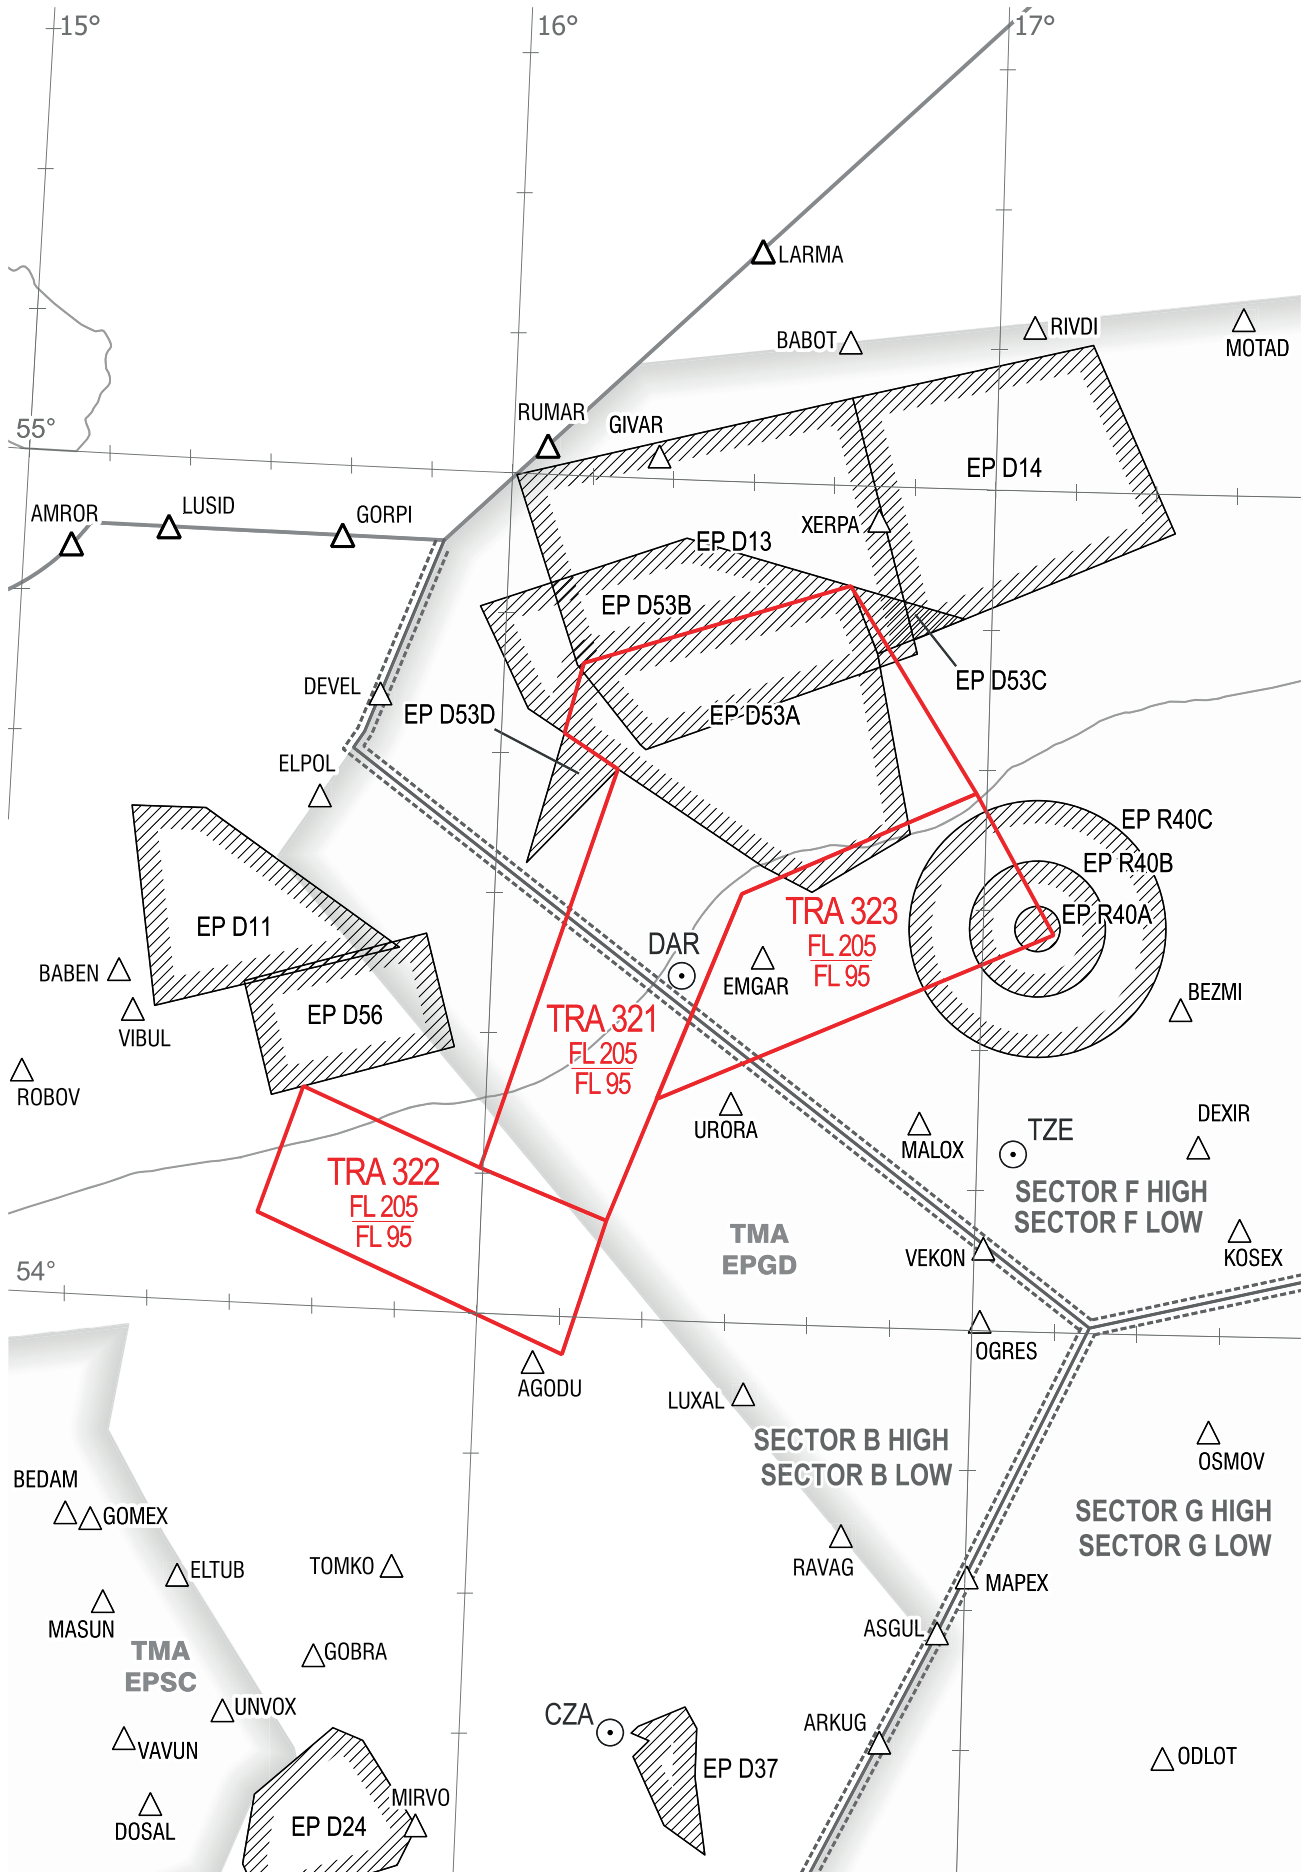 15°
16°
17°
LARMA
BABOT
RIVDI
MOTAD
RUMAR
GIVAR
55°
EP D14
AMROR
LUSID
GORPI
XERPA
EP D13
EP D53B
EP D53C
DEVEL
EP D53D
EP D53A
ELPOL
EP R40C
EP R40B
EP R40A
TRA 323
FL 205
FL 95
EP D11
DAR
BABEN
EMGAR
BEZMI
VIBUL
EP D56
TRA 321
FL 205
FL 95
ROBOV
URORA
DEXIR
MALOX
TZE
TRA 322
FL 205
FL 95
SECTOR F HIGH
SECTOR F LOW
TMA
EPGD
VEKON
KOSEX
54°
OGRES
AGODU
LUXAL
SECTOR B HIGH
SECTOR B LOW
OSMOV
BEDAM
GOMEX
SECTOR G HIGH
SECTOR G LOW
ELTUB
TOMKO
RAVAG
MAPEX
MASUN
ASGUL
TMA
EPSC
GOBRA
UNVOX
CZA
ARKUG
VAVUN
ODLOT
EP D37
MIRVO
DOSAL
EP D24